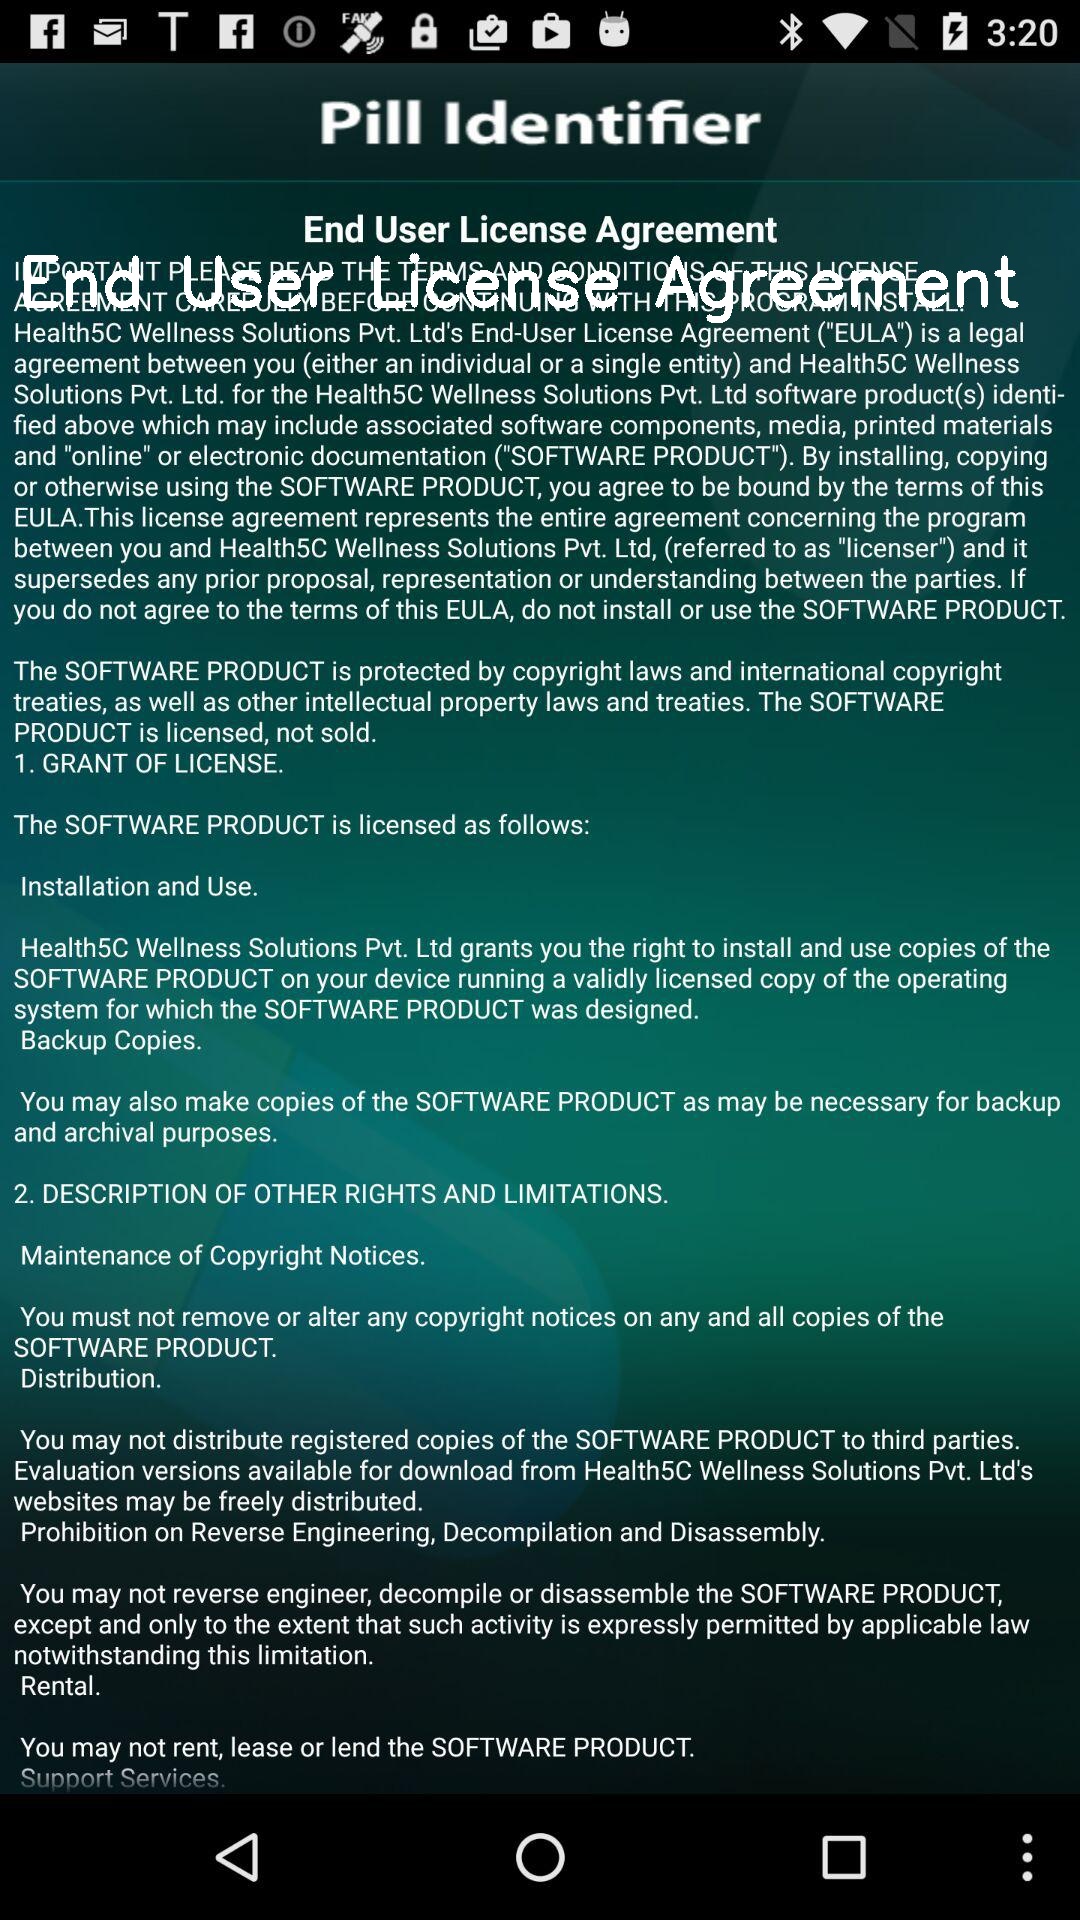 3:20
Pill Identifier
End User License Agreement
End User License Agreement
IMPORTANT PLEASE READ THE TERMS AND CONDITIONS OF THIS LICENSE
AGREEMENT CAREFULLY BEFORE CONTINUING WITH THIS PROGRAM INSTALL:
Health5C Wellness Solutions Pvt. Ltd's End-User License Agreement ("EULA") is a legal
agreement between you (either an individual or a single entity) and Health5C Wellness
Solutions Pvt. Ltd. for the Health5C Wellness Solutions Pvt. Ltd software product(s) identi-
fied above which may include associated software components, media, printed materials
and "online" or electronic documentation ("SOFTWARE PRODUCT"). By installing, copying
or otherwise using the SOFTWARE PRODUCT, you agree to be bound by the terms of this
EULA.This license agreement represents the entire agreement concerning the program
between you and Health5C Wellness Solutions Pvt. Ltd, (referred to as "licenser") and it
supersedes any prior proposal, representation or understanding between the parties. If
you do not agree to the terms of this EULA, do not install or use the SOFTWARE PRODUCT.
The SOFTWARE PRODUCT is protected by copyright laws and international copyright
treaties, as well as other intellectual property laws and treaties. The SOFTWARE
PRODUCT is licensed, not sold.
1. GRANT OF LICENSE.
The SOFTWARE PRODUCT is licensed as follows:
Installation and Use.
Health5C Wellness Solutions Pvt. Ltd grants you the right to install and use copies of the
SOFTWARE PRODUCT on your device running a validly licensed copy of the operating
system for which the SOFTWARE PRODUCT was designed.
Backup Copies.
You may also make copies of the SOFTWARE PRODUCT as may be necessary for backup
and archival purposes.
2. DESCRIPTION OF OTHER RIGHTS AND LIMITATIONS.
Maintenance of Copyright Notices.
You must not remove or alter any copyright notices on any and all copies of the
SOFTWARE PRODUCT.
Distribution.
You may not distribute registered copies of the SOFTWARE PRODUCT to third parties.
Evaluation versions available for download from Health5C Wellness Solutions Pvt. Ltd's
websites may be freely distributed.
Prohibition on Reverse Engineering, Decompilation and Disassembly.
You may not reverse engineer, decompile or disassemble the SOFTWARE PRODUCT,
except and only to the extent that such activity is expressly permitted by applicable law
notwithstanding this limitation.
Rental.
You may not rent, lease or lend the SOFTWARE PRODUCT.
Support Services.